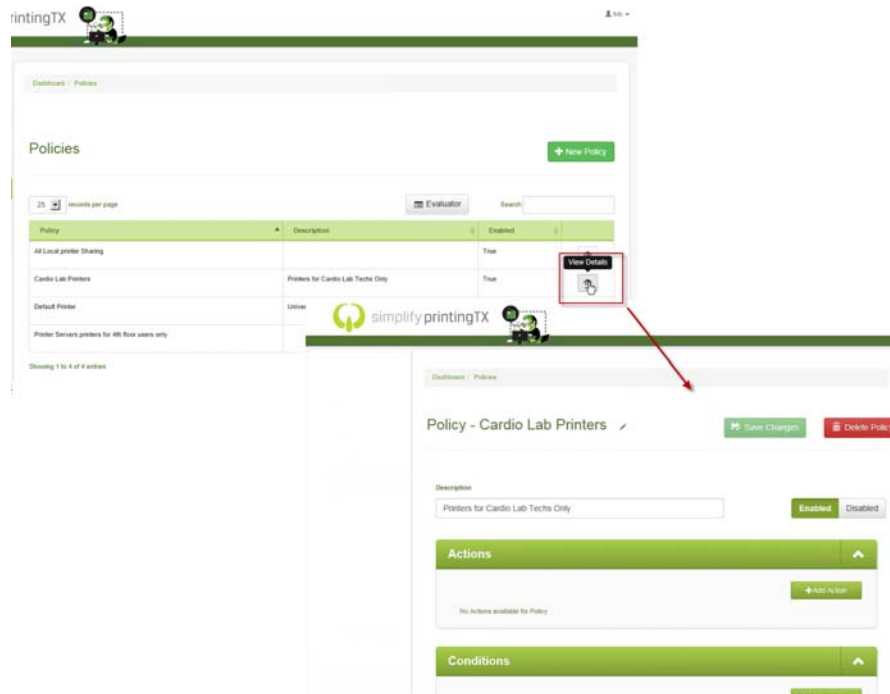 rintingTX
Dashboard / Policies
Policies
+ New Policy
25 records per page
Evaluator
Search:
Policy Description Enabled
All Local printer Sharing True
View Details
Cardio Lab Printers Printers for Cardio Lab Techs Only True
Default Printer Univer
Printer Servers printers for 4th floor users only
Showing 1 to 4 of 4 entries
simplifyprintingTX
Dashboard / Policies
Policy - Cardio Lab Printers
Save Changes
Delete Policy
Description
Printers for Cardio Lab Techs Only
Enabled Disabled
Actions
+Add Action
No Actions available for Policy
Conditions